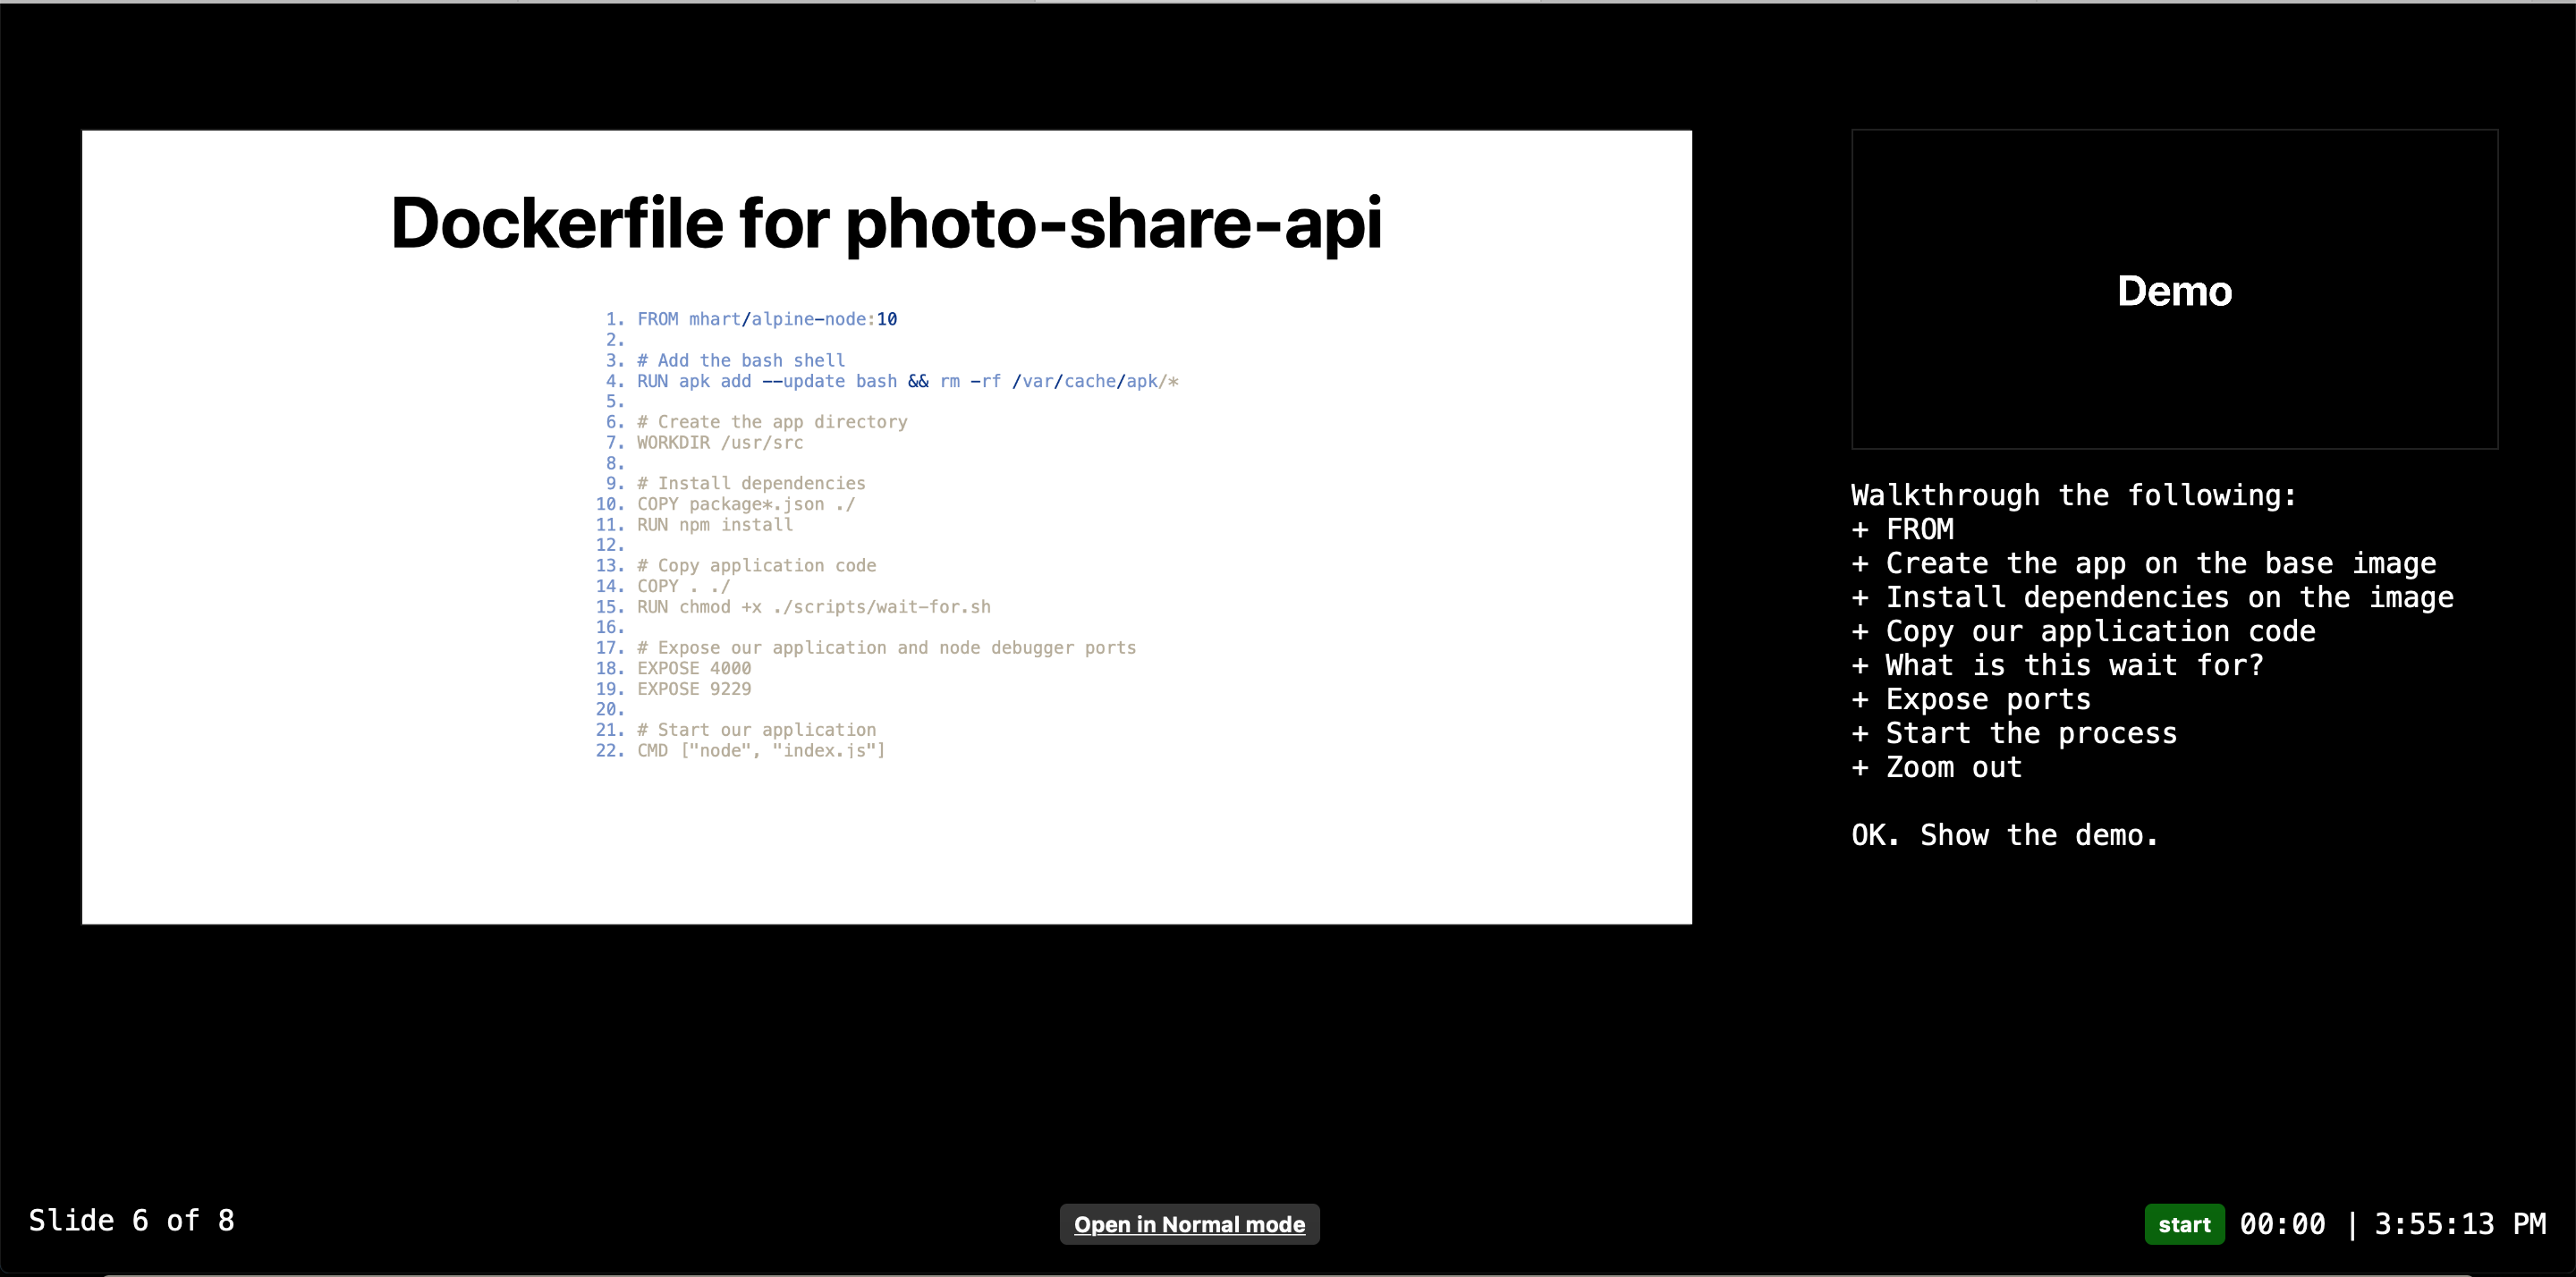 Dockerfile for photo-share-api
1. FROM mhart/alpine-node:10
2.
3. # Add the bash shell
4. RUN apk add --update bash && rm -rf /var/cache/apk/*
5.
6. # Create the app directory
7. WORKDIR /usr/src
8.
9. # Install dependencies
10. COPY package*.json ./
11. RUN npm install
12.
13. # Copy application code
14. COPY . ./
15. RUN chmod +x ./scripts/wait-for.sh
16.
17. # Expose our application and node debugger ports
18. EXPOSE 4000
19. EXPOSE 9229
20.
21. # Start our application
22. CMD ["node", "index.js"]
Demo
Walkthrough the following:
+ FROM
+ Create the app on the base image
+ Install dependencies on the image
+ Copy our application code
+ What is this wait for?
+ Expose ports
+ Start the process
+ Zoom out
OK. Show the demo.
Slide 6 of 8
Open in Normal mode
start 00:00 | 3:55:13 PM